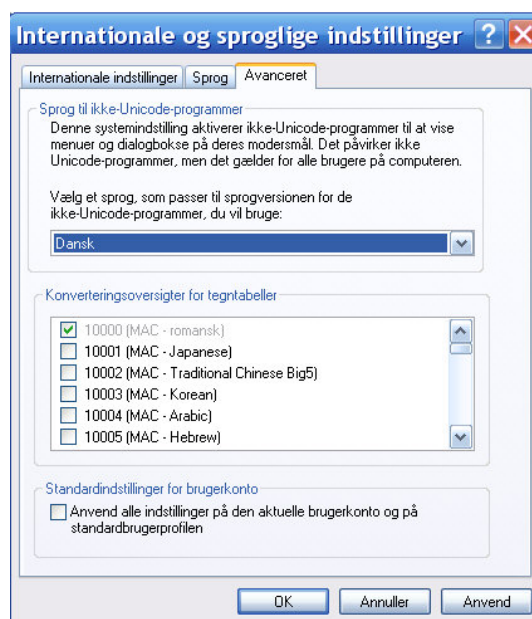 Internationale og sproglige indstillinger
Internationale indstillinger Sprog Avanceret
Sprog til ikke-Unicode-programmer
Denne systemindstilling aktiverer ikke-Unicode-programmer til at vise
menuer og dialogbokse på deres modersmål. Det påvirker ikke
Unicode-programmer, men det gælder for alle brugere på computeren.
Vælg et sprog, som passer til sprogversionen for de
ikke-Unicode-programmer, du vil bruge:
Dansk
Konverteringsoversigter for tegntabeller
10000 (MAC - romansk)
10001 (MAC - Japanese)
10002 (MAC - Traditional Chinese Big5)
10003 (MAC - Korean)
10004 (MAC - Arabic)
10005 (MAC - Hebrew)
Standardindstillinger for brugerkonto
Anvend alle indstillinger på den aktuelle brugerkonto og på
standardbrugerprofilen
OK Annuller Anvend